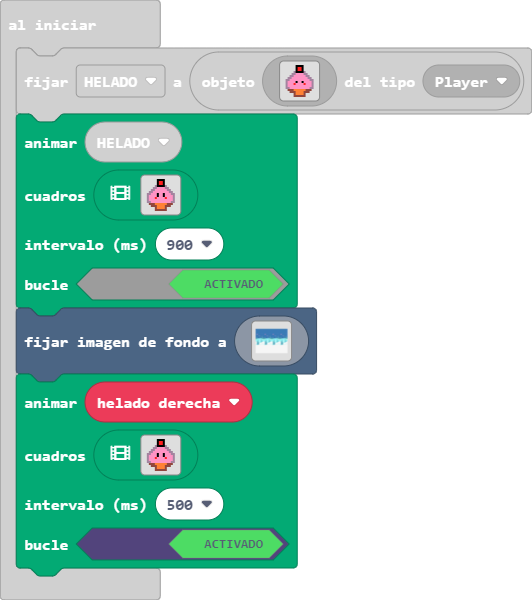 al iniciar
fijar HELADO a objeto del tipo Player
animar HELADO
cuadros
intervalo (ms) 900
bucle ACTIVADO
fijar imagen de fondo a
animar helado derecha
cuadros
intervalo (ms) 500
bucle ACTIVADO